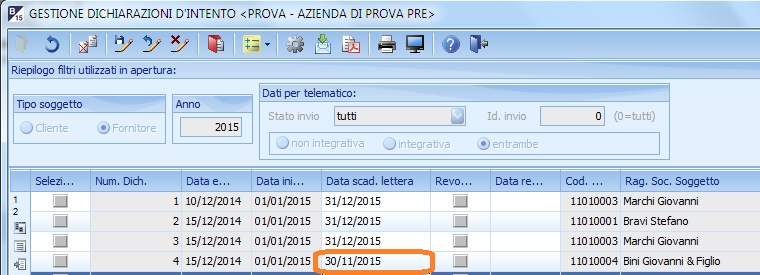 B 15 GESTIONE DICHIARAZIONI D'INTENTO <PROVA - AZIENDA DI PROVA PRE>
Riepilogo filtri utilizzati in apertura:
Tipo soggetto
Cliente Fornitore
Anno
2015
Dati per telematico:
Stato invio tutti Id. invio 0 (0=tutti)
non integrativa integrativa entrambe
Selezi... Num. Dich. Data e... Data ini... Data scad. lettera Revo... Data re... Cod. ... Rag. Soc. Soggetto
1 10/12/2014 01/01/2015 31/12/2015 11010003 Marchi Giovanni
2 15/12/2014 01/01/2015 31/12/2015 11010001 Bravi Stefano
3 15/12/2014 01/01/2015 31/12/2015 11010003 Marchi Giovanni
4 15/12/2014 01/01/2015 30/11/2015 11010004 Bini Giovanni & Figlio
1
2